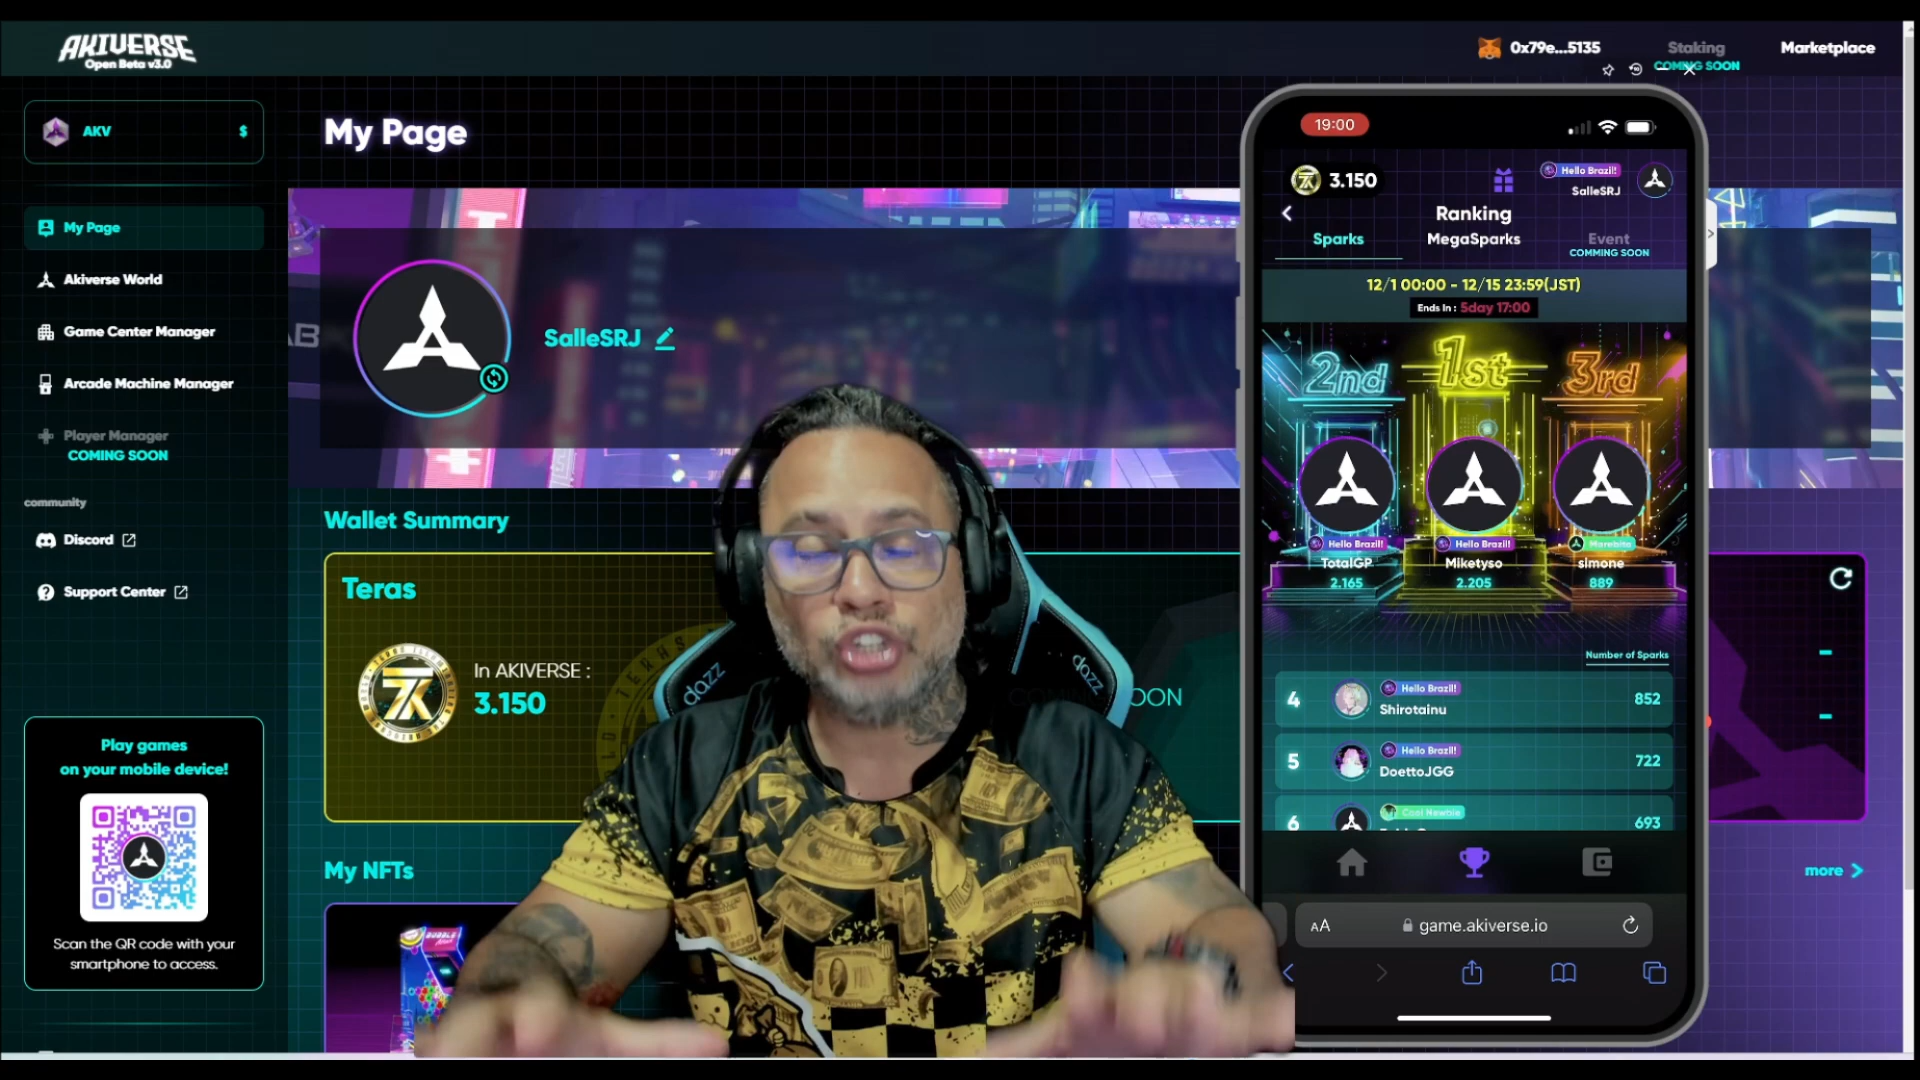 AKIVERSE
Open Beta v3.0
0x79e...5135
Staking
COMING SOON
Marketplace
AKV
$
My Page
My Page
Akiverse World
Game Center Manager
Arcade Machine Manager
Player Manager
COMING SOON
community
Discord
Support Center
Play games
on your mobile device!
Scan the QR code with your
smartphone to access.
SalleSRJ
Wallet Summary
Teras
In AKIVERSE :
3.150
OON
My NFTs
more
dazz
dazz
19:00
3.150
Hello Brazil!
SalleSRJ
Ranking
Sparks
MegaSparks
Event
COMMING SOON
12/1 00:00 - 12/15 23:59(JST)
Ends In : 5day 17:00
2nd
1st
3rd
Hello Brazil!
TotalGP
2.165
Hello Brazil!
Miketyso
2.205
simone
889
Number of Sparks
4
Hello Brazil!
Shirotainu
852
5
Hello Brazil!
DoettoJGG
722
6
Cool Newbie
693
AA
game.akiverse.io